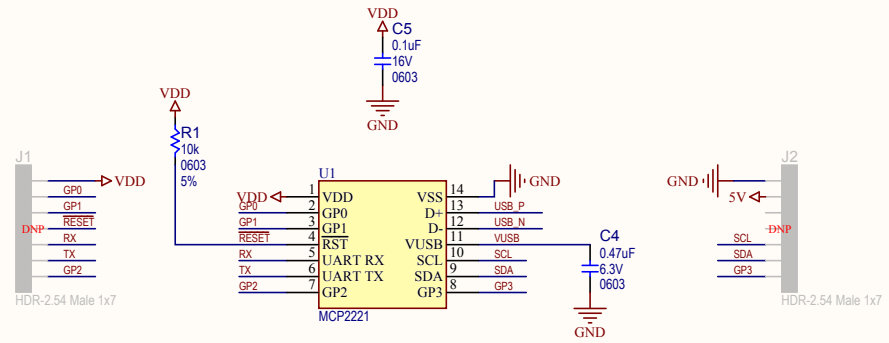 VDD
C5
0.1uF
16V
0603
GND
VDD
R1
10k
0603
5%
J1
VDD
GP0
GP1
RESET
DNP
RX
TX
GP2
HDR-2.54 Male 1x7
U1
VDD
GP0
GP1
RESET
RX
TX
GP2
1 VDD
2 GP0
3 GP1
4 RST
5 UART RX
6 UART TX
7 GP2
VSS 14
D+ 13
D- 12
VUSB 11
SCL 10
SDA 9
GP3 8
MCP2221
GND
USB_P
USB_N
VUSB
SCL
SDA
GP3
C4
0.47uF
6.3V
0603
GND
J2
GND
5V
DNP
SCL
SDA
GP3
HDR-2.54 Male 1x7